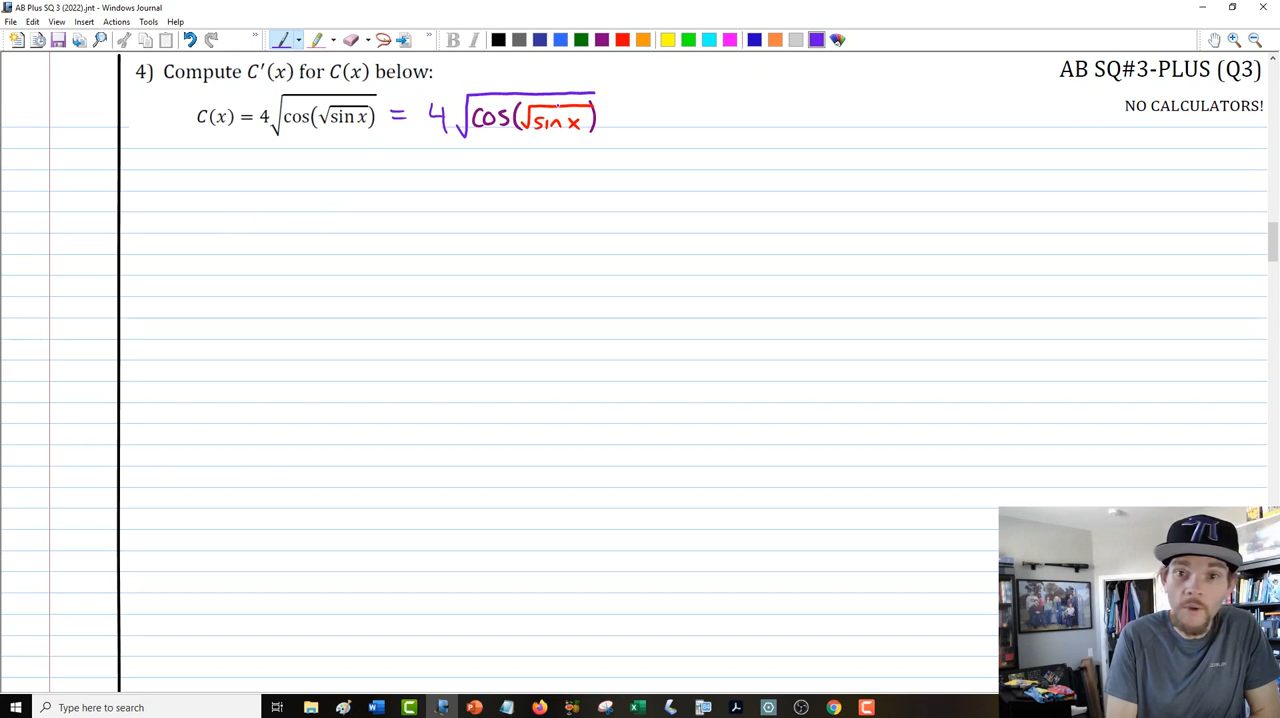 AB Plus SQ 3 (2022).jnt - Windows Journal
File Edit View Insert Actions Tools Help
4) Compute C′(x) for C(x) below:
AB SQ#3-PLUS (Q3)
NO CALCULATORS!
C(x) = 4√(cos(√(sin x))) = 4√(cos(√(sin x)))
Type here to search